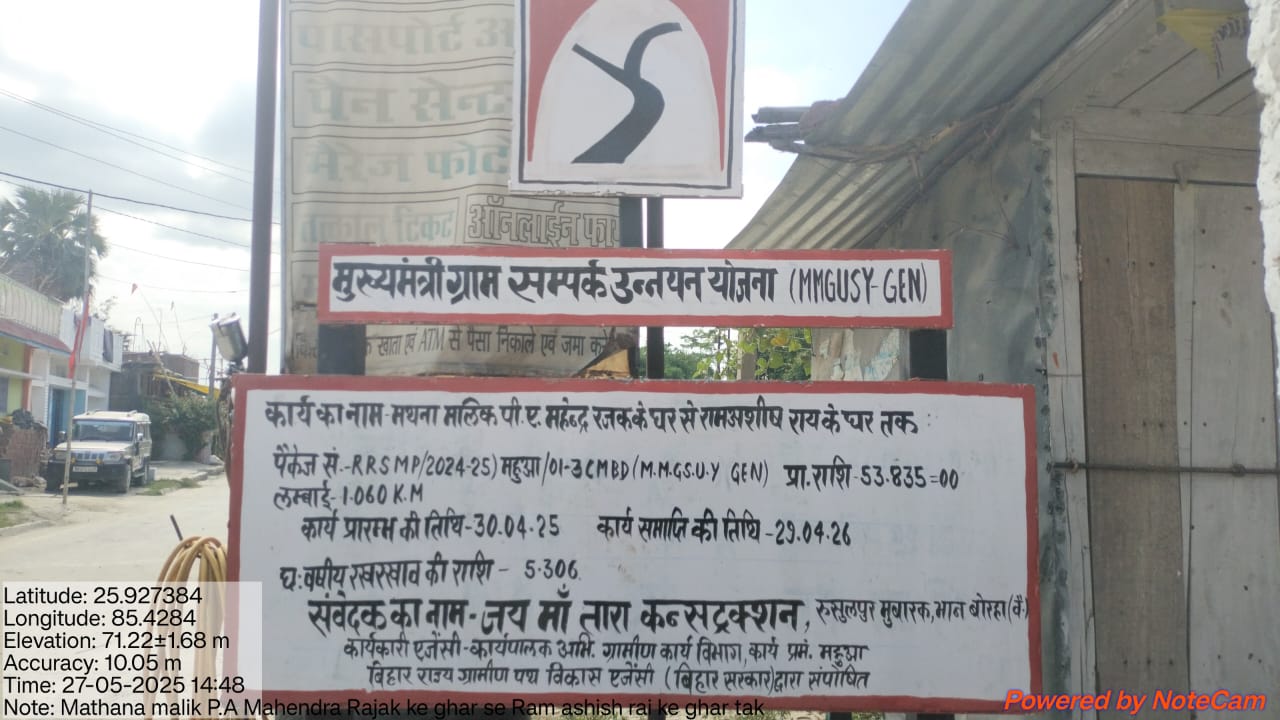 पासपोर्ट
पैन सेन्ट
मैरेज फोट
तत्काल टिकट ऑनलाईन फा
मुख्यमंत्री ग्राम सम्पर्क उन्नयन योजना (MMGUSY-GEN)
खाता एवं ATM से पैसा निकाले एवं जमा क
कार्य का नाम-मथना मलिक पी ए. महेन्द्र रजक के घर से रामअशीष राय के घर तक
पैकेज सं.-RRSMP/2024-25) महुआ/01-3CMBD (M.M.G.S.U.Y GEN) प्रा.राशि-53.835=00
लम्बाई-1.060 K.M
कार्य प्रारम्भ की तिथि-30.04.25 कार्य समाप्ति की तिथि-29.04.26
घ:वर्षीय रखरखाव की राशि - 5.306
संवेदक का नाम-जय माँ तारा कन्सट्रक्शन, रुसुलपुर मुबारक, भान बोरहा(वै.)
कार्यकारी एजेंसी-कार्यपालक अभि. ग्रामीण कार्य विभाग, कार्य प्रमं. महुआ
बिहार राज्य ग्रामीण पथ विकास एजेंसी (बिहार सरकार)द्वारा संपोषित
Latitude: 25.927384
Longitude: 85.4284
Elevation: 71.22±1.68 m
Accuracy: 10.05 m
Time: 27-05-2025 14:48
Note: Mathana malik P.A Mahendra Rajak ke ghar se Ram ashish rai ke ghar tak
Powered by NoteCam